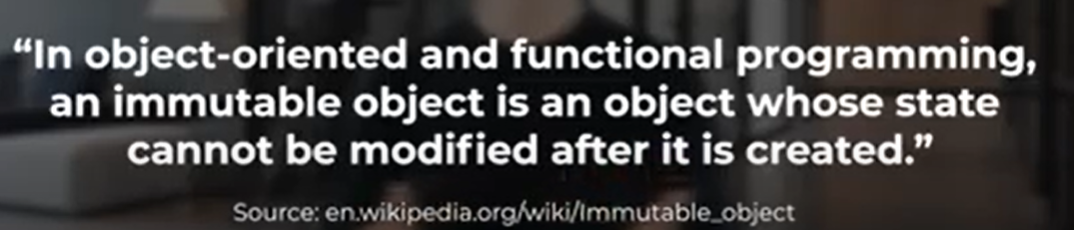 “In object-oriented and functional programming,
an immutable object is an object whose state
cannot be modified after it is created.”
Source: en.wikipedia.org/wiki/Immutable_object